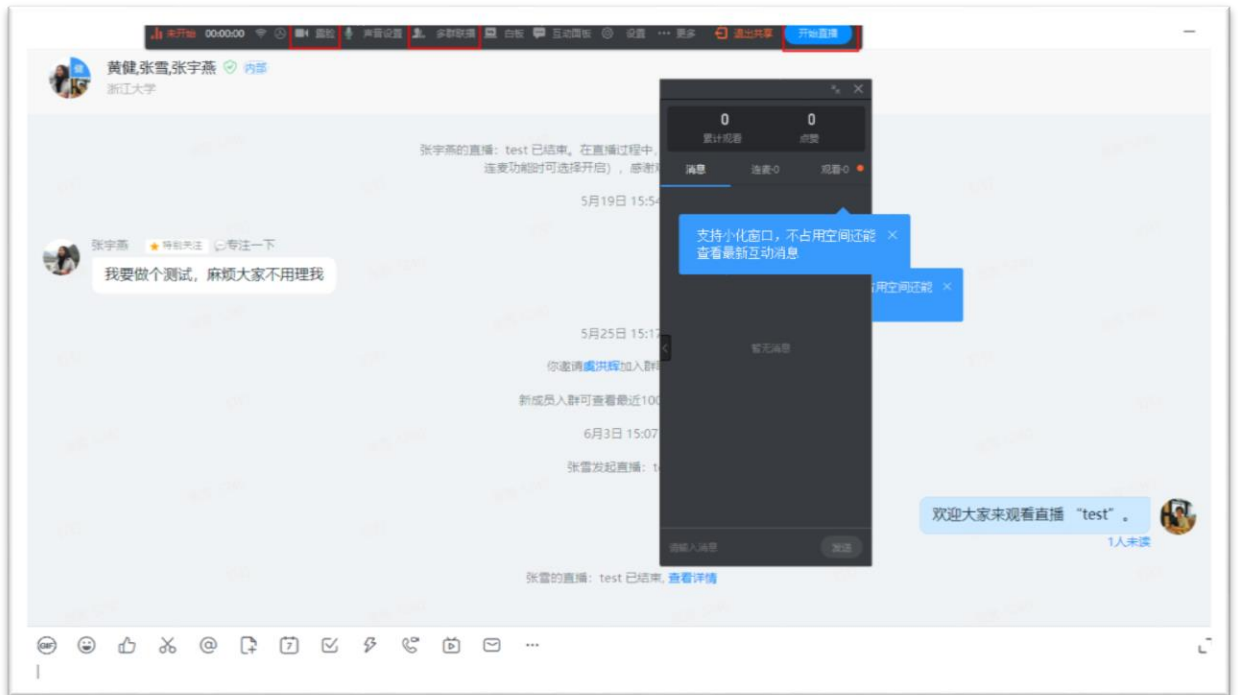 未开始 00:00:00 露脸 声音设置 多群联播 白板 互动面板 设置 更多 退出共享 开始直播
黄健,张雪,张宇燕 内部
浙江大学
0 0
累计观看 点赞
张宇燕的直播：test 已结束。在直播过程中,
连麦功能时可选择开启），感谢
消息 连麦·0 观看·0
5月19日 15:54
支持小化窗口，不占用空间还能
查看最新互动消息
张宇燕 特别关注 专注一下
我要做个测试，麻烦大家不用理我
占用空间还能
5月25日 15:17
暂无消息
你邀请虞洪辉加入群
新成员入群可查看最近100
6月3日 15:07
张雪发起直播：te
欢迎大家来观看直播 “test” 。
1人未读
请输入消息 发送
张雪的直播：test 已结束, 查看详情
GIF
7